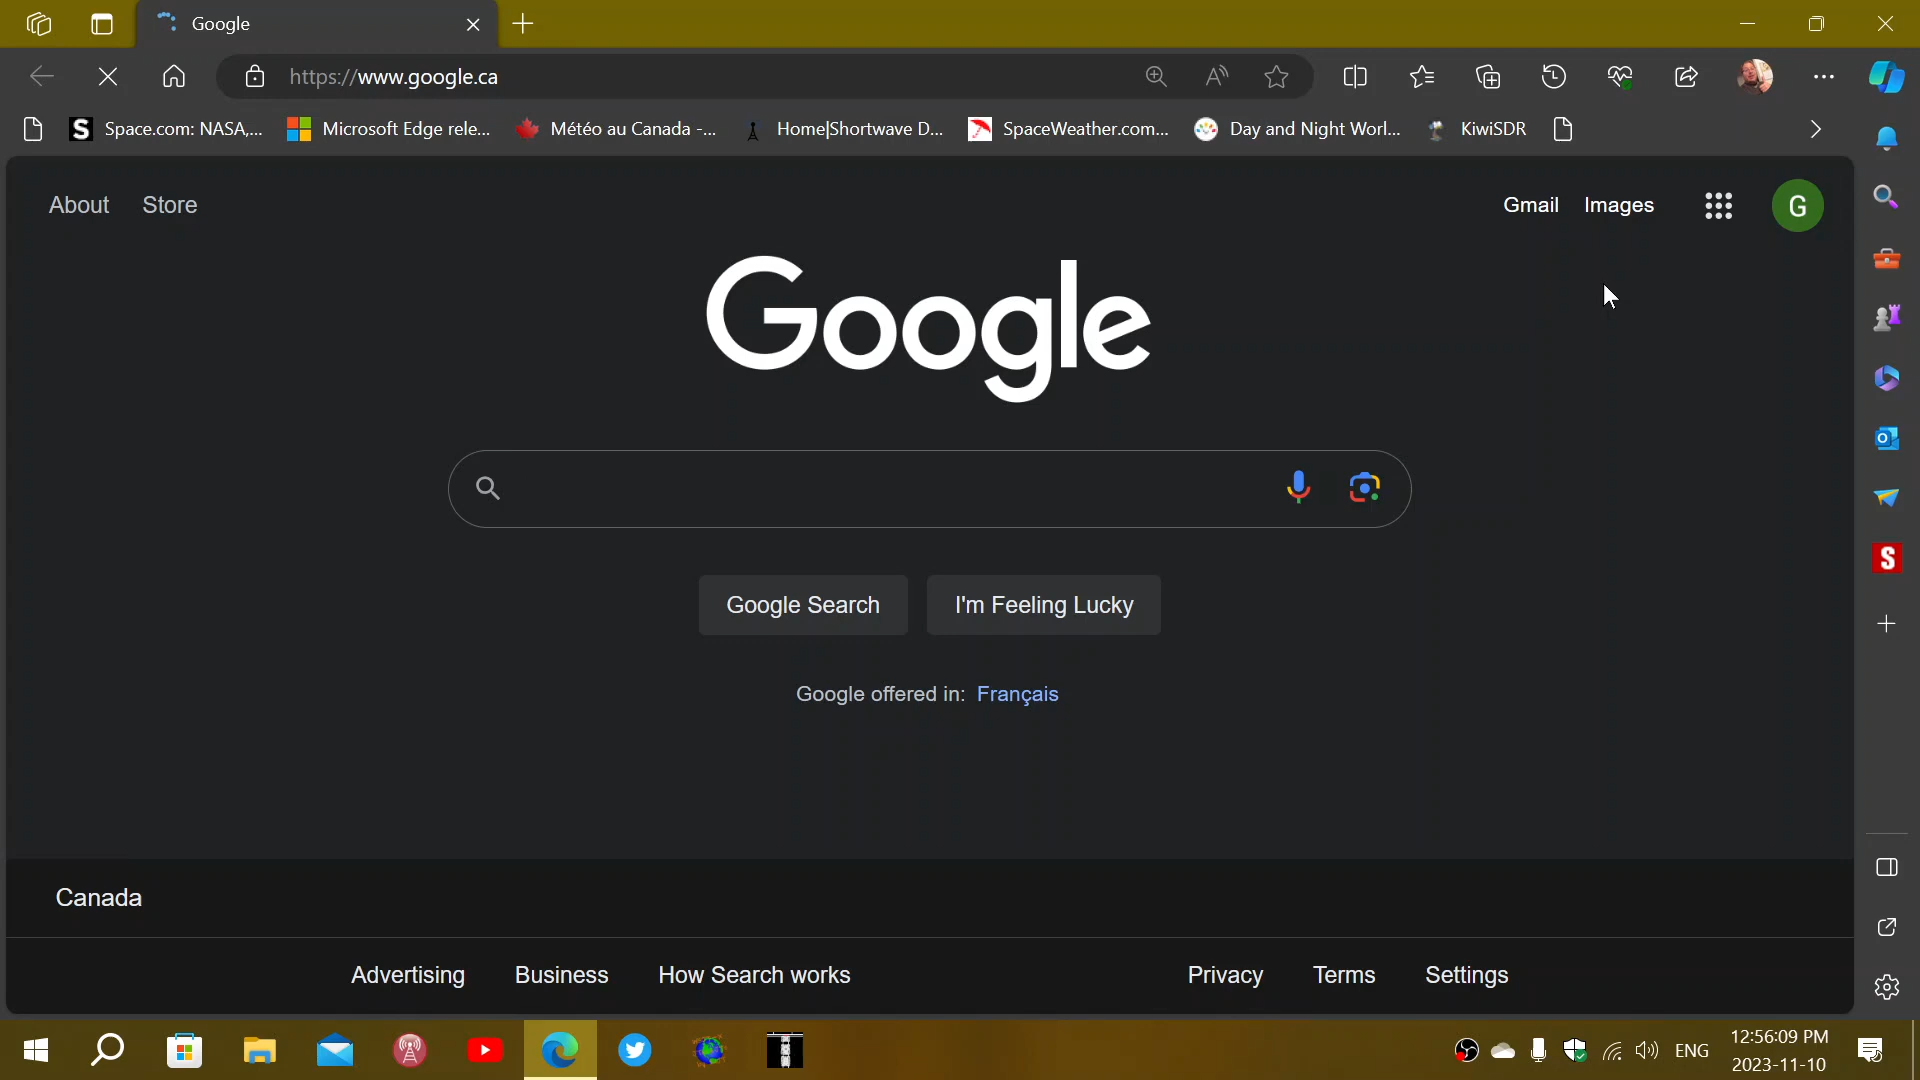 Google
https://www.google.ca
Space.com: NASA,...
Microsoft Edge rele...
Météo au Canada -...
Home|Shortwave D...
SpaceWeather.com...
Day and Night Worl...
KiwiSDR
About Store
Gmail Images
G
Google
Google Search
I'm Feeling Lucky
Google offered in: Français
Canada
Advertising Business How Search works
Privacy Terms Settings
ENG
12:56:09 PM
2023-11-10